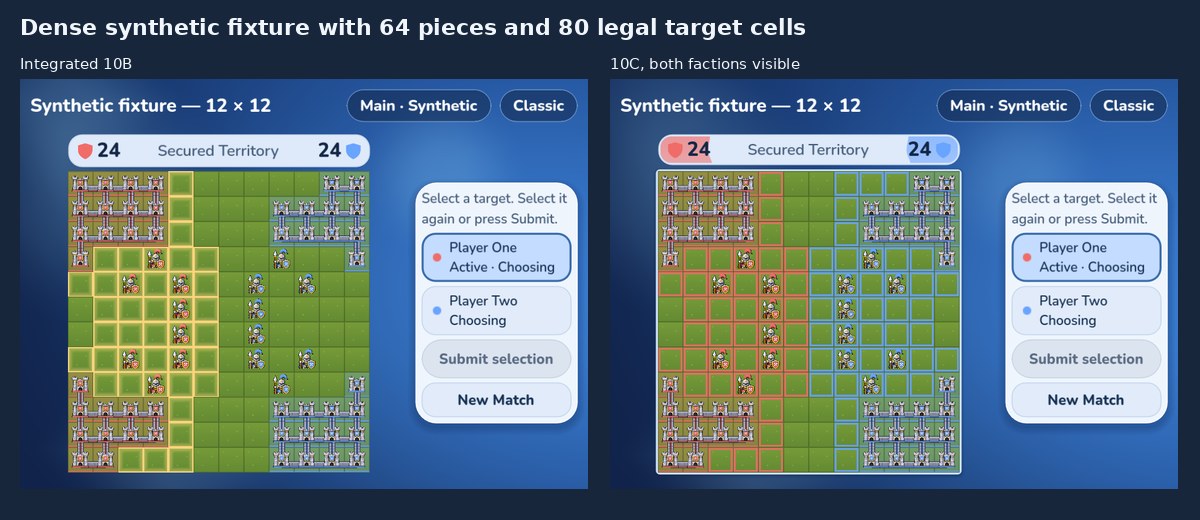 Dense synthetic fixture with 64 pieces and 80 legal target cells
Integrated 10B
Synthetic fixture — 12 × 12
Main · Synthetic
Classic
24
Secured Territory
24
Select a target. Select it
again or press Submit.
Player One
Active · Choosing
Player Two
Choosing
Submit selection
New Match
10C, both factions visible
Synthetic fixture — 12 × 12
Main · Synthetic
Classic
24
Secured Territory
24
Select a target. Select it
again or press Submit.
Player One
Active · Choosing
Player Two
Choosing
Submit selection
New Match